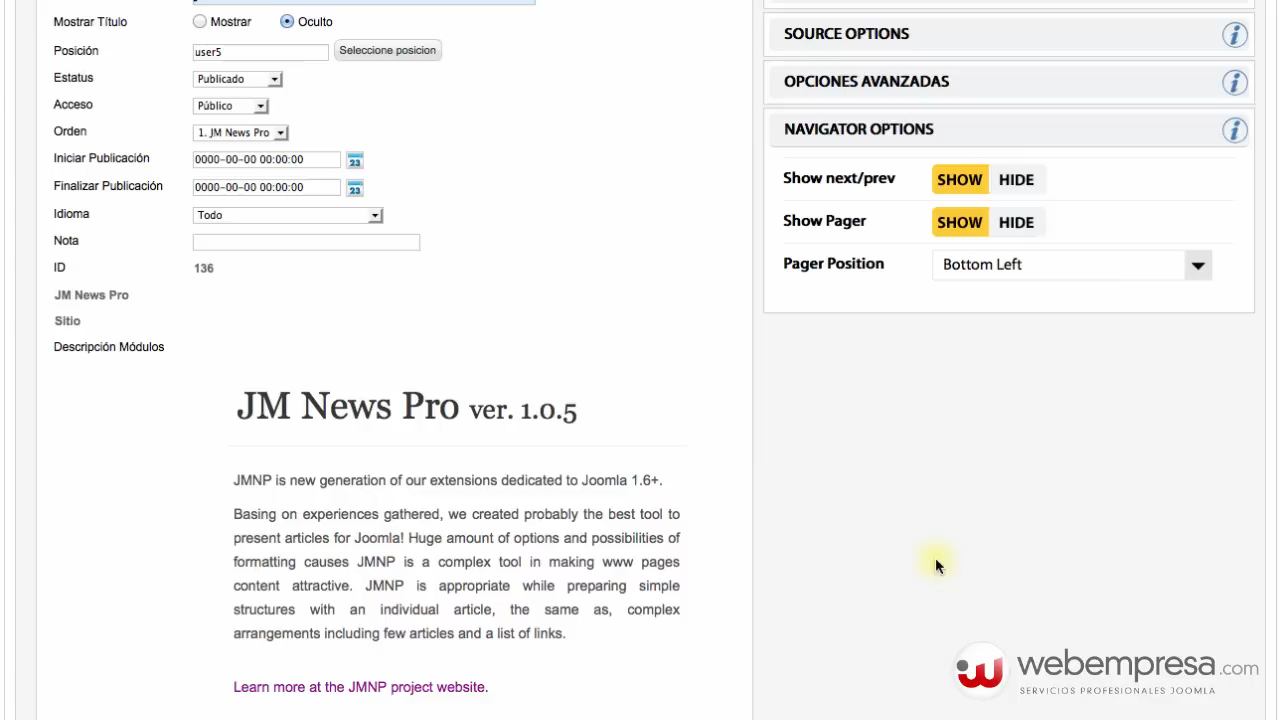 Mostrar Título Mostrar Oculto
Posición user5 Seleccione posicion
Estatus Publicado
Acceso Público
Orden 1. JM News Pro
Iniciar Publicación 0000-00-00 00:00:00 23
Finalizar Publicación 0000-00-00 00:00:00 23
Idioma Todo
Nota
ID 136
JM News Pro
Sitio
Descripción Módulos
JM News Pro ver. 1.0.5
JMNP is new generation of our extensions dedicated to Joomla 1.6+.
Basing on experiences gathered, we created probably the best tool to
present articles for Joomla! Huge amount of options and possibilities of
formatting causes JMNP is a complex tool in making www pages
content attractive. JMNP is appropriate while preparing simple
structures with an individual article, the same as, complex
arrangements including few articles and a list of links.
Learn more at the JMNP project website.
SOURCE OPTIONS i
OPCIONES AVANZADAS i
NAVIGATOR OPTIONS i
Show next/prev SHOW HIDE
Show Pager SHOW HIDE
Pager Position Bottom Left
webempresa.com
SERVICIOS PROFESIONALES JOOMLA